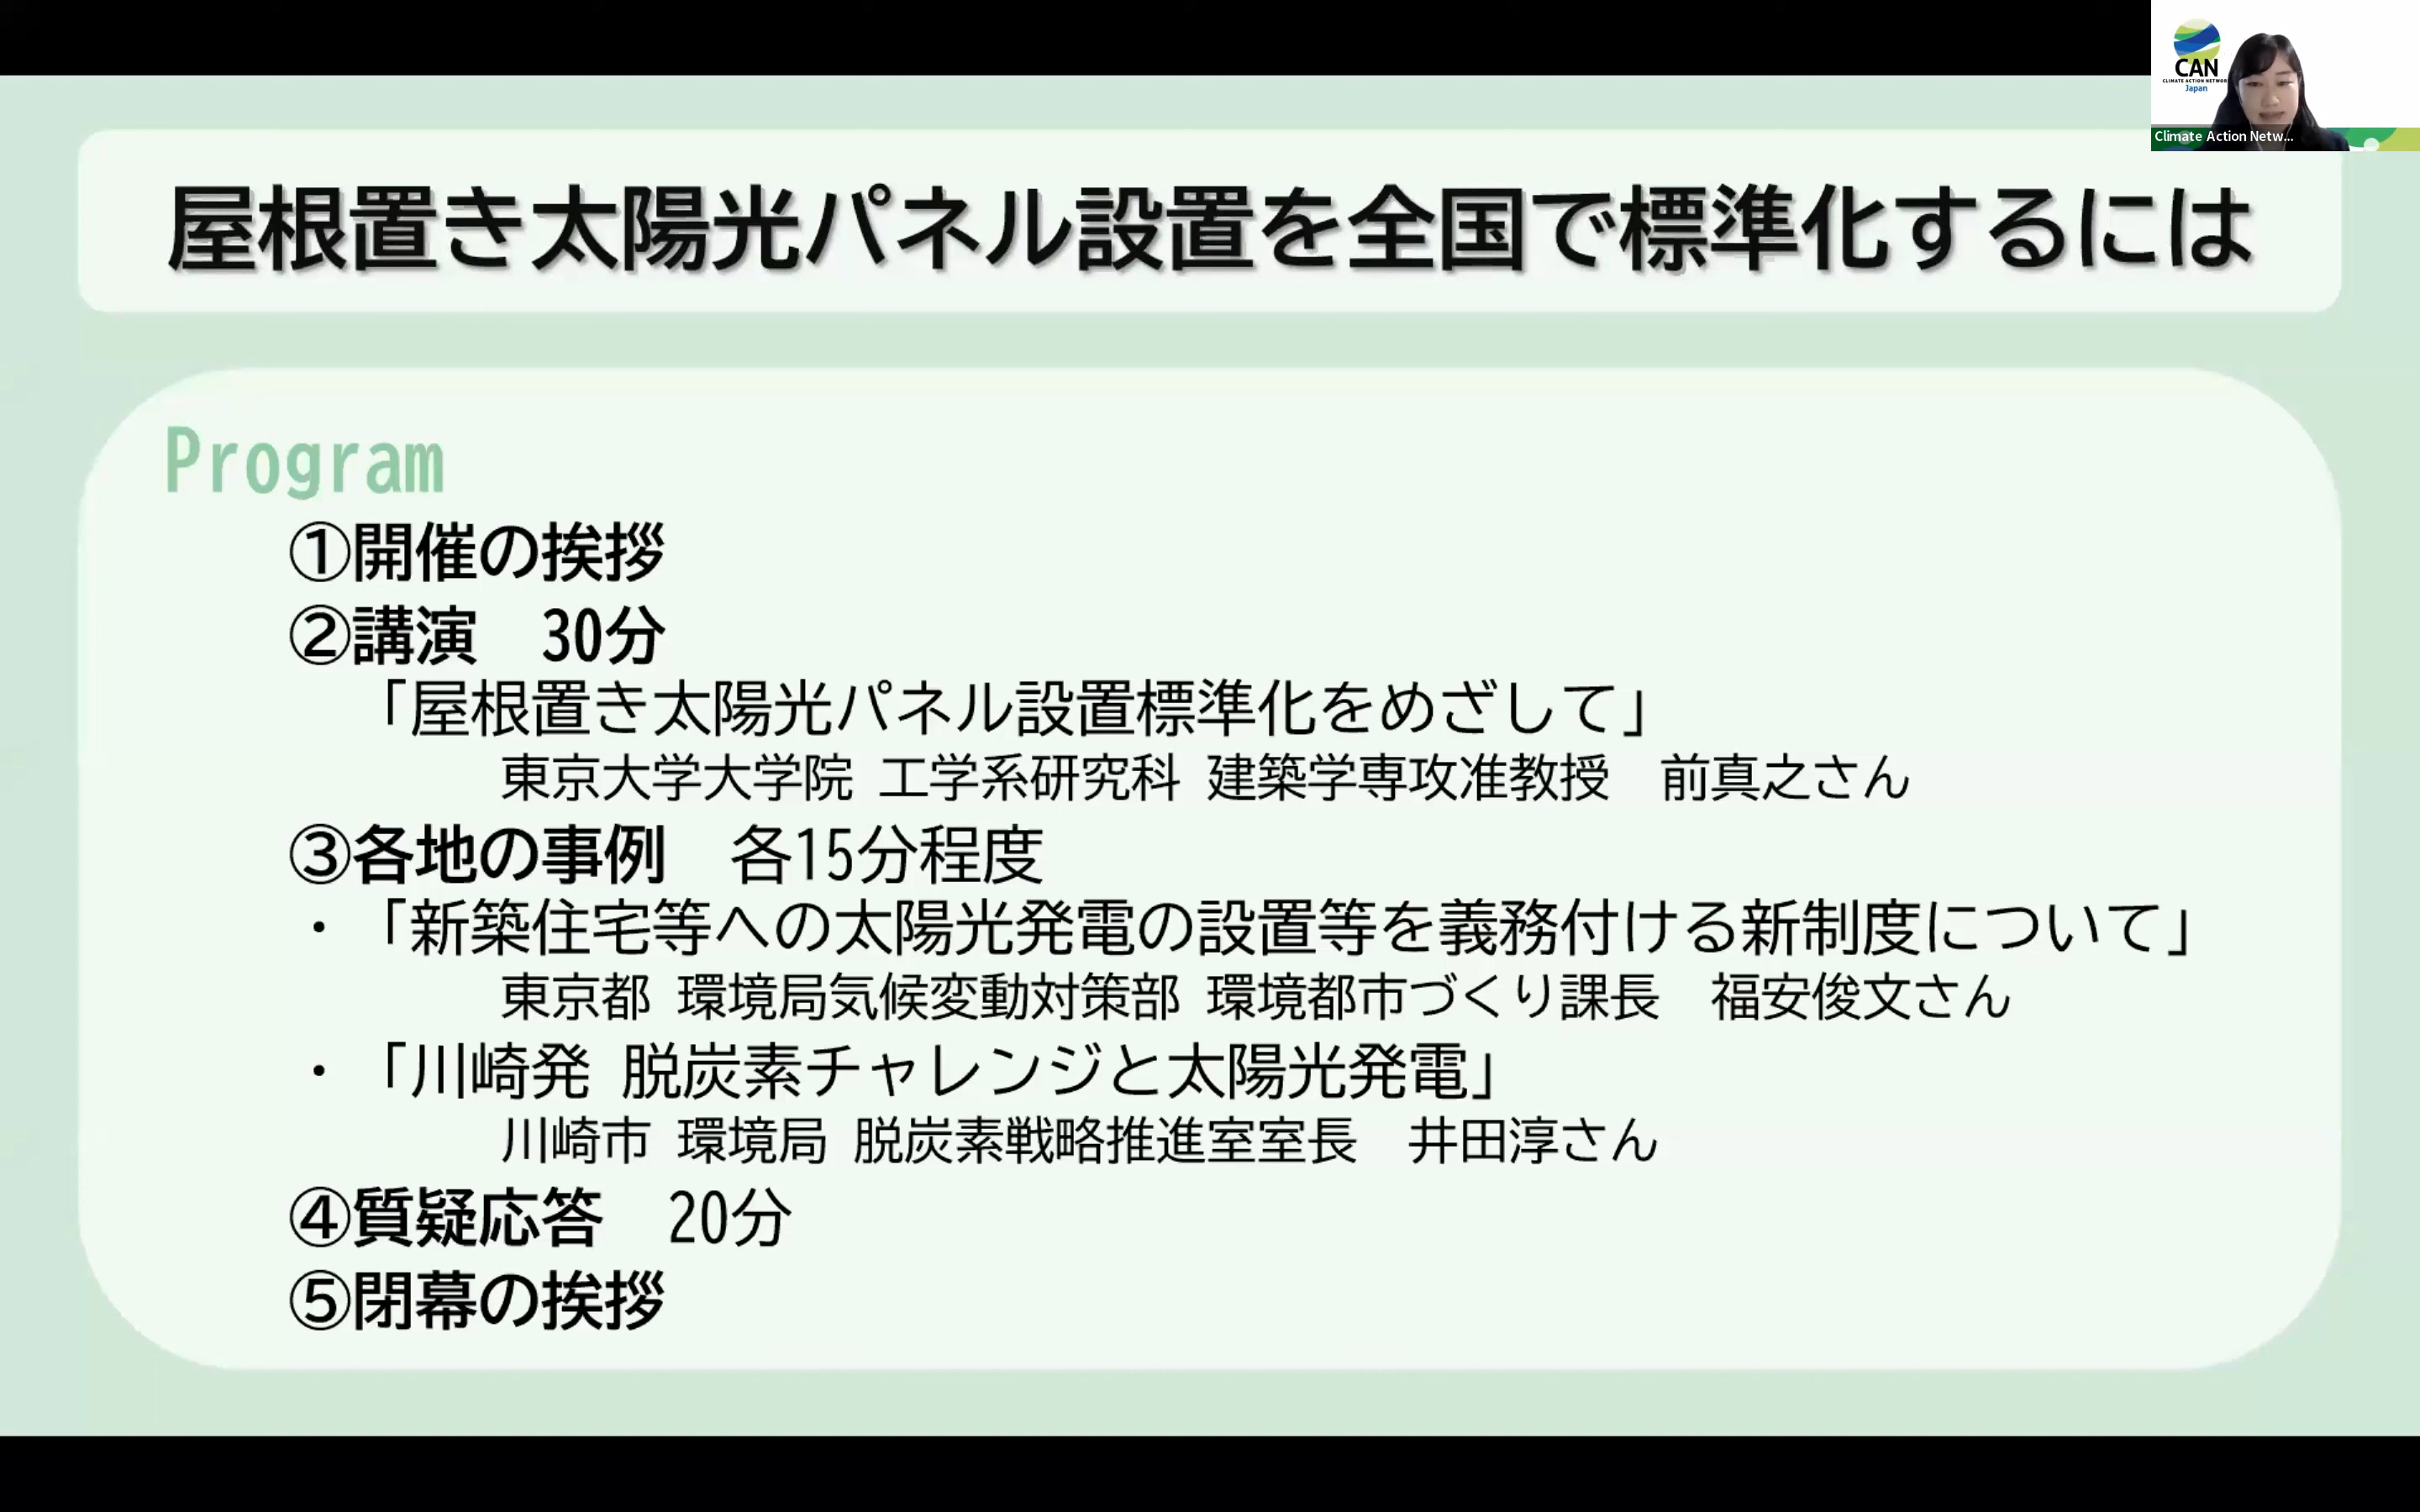 CAN
CLIMATE ACTION NETWOR
Japan
Climate Action Netw...
屋根置き太陽光パネル設置を全国で標準化するには
Program
①開催の挨拶
②講演　30分
「屋根置き太陽光パネル設置標準化をめざして」
東京大学大学院 工学系研究科 建築学専攻准教授　前真之さん
③各地の事例　各15分程度
・「新築住宅等への太陽光発電の設置等を義務付ける新制度について」
東京都 環境局気候変動対策部 環境都市づくり課長　福安俊文さん
・「川崎発 脱炭素チャレンジと太陽光発電」
川崎市 環境局 脱炭素戦略推進室室長　井田淳さん
④質疑応答　20分
⑤閉幕の挨拶